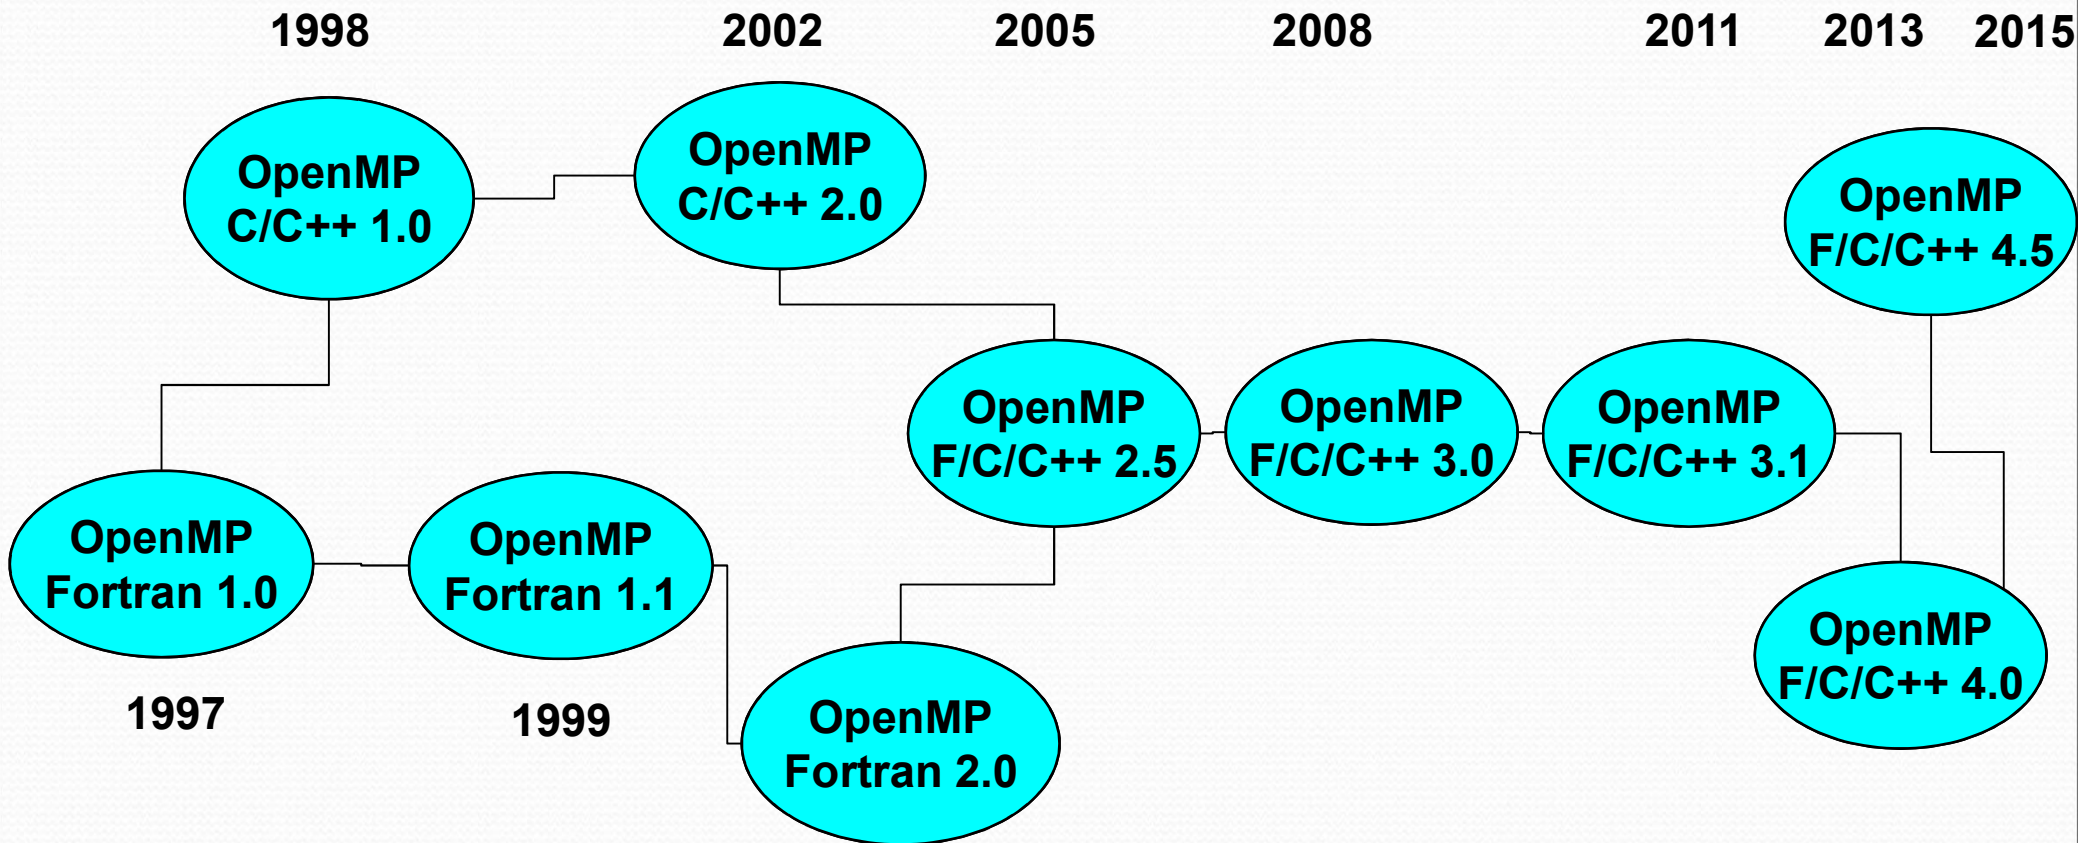 1998
2002
2005
2008
2011
2013
2015
OpenMP
C/C++ 1.0
OpenMP
C/C++ 2.0
OpenMP
F/C/C++ 4.5
OpenMP
F/C/C++ 2.5
OpenMP
F/C/C++ 3.0
OpenMP
F/C/C++ 3.1
OpenMP
Fortran 1.0
OpenMP
Fortran 1.1
OpenMP
F/C/C++ 4.0
1997
1999
OpenMP
Fortran 2.0